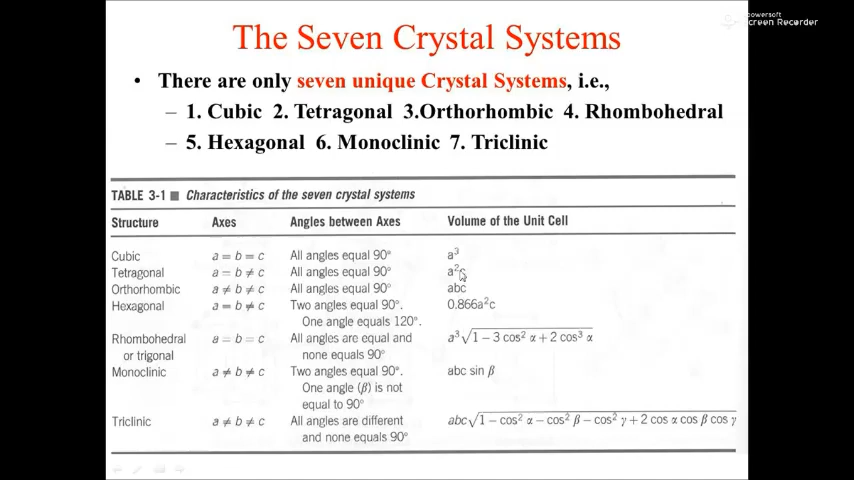 powersoft
Screen Recorder
The Seven Crystal Systems
• There are only seven unique Crystal Systems, i.e.,
– 1. Cubic 2. Tetragonal 3.Orthorhombic 4. Rhombohedral
– 5. Hexagonal 6. Monoclinic 7. Triclinic
TABLE 3-1 ■ Characteristics of the seven crystal systems
Structure Axes Angles between Axes Volume of the Unit Cell
Cubic a = b = c All angles equal 90° a³
Tetragonal a = b ≠ c All angles equal 90° a²c
Orthorhombic a ≠ b ≠ c All angles equal 90° abc
Hexagonal a = b ≠ c Two angles equal 90°. 0.866a²c
One angle equals 120°.
Rhombohedral a = b = c All angles are equal and a³√1 − 3 cos² α + 2 cos³ α
or trigonal none equals 90°
Monoclinic a ≠ b ≠ c Two angles equal 90°. abc sin β
One angle (β) is not
equal to 90°
Triclinic a ≠ b ≠ c All angles are different abc√1 − cos² α − cos² β − cos² γ + 2 cos α cos β cos γ
and none equals 90°